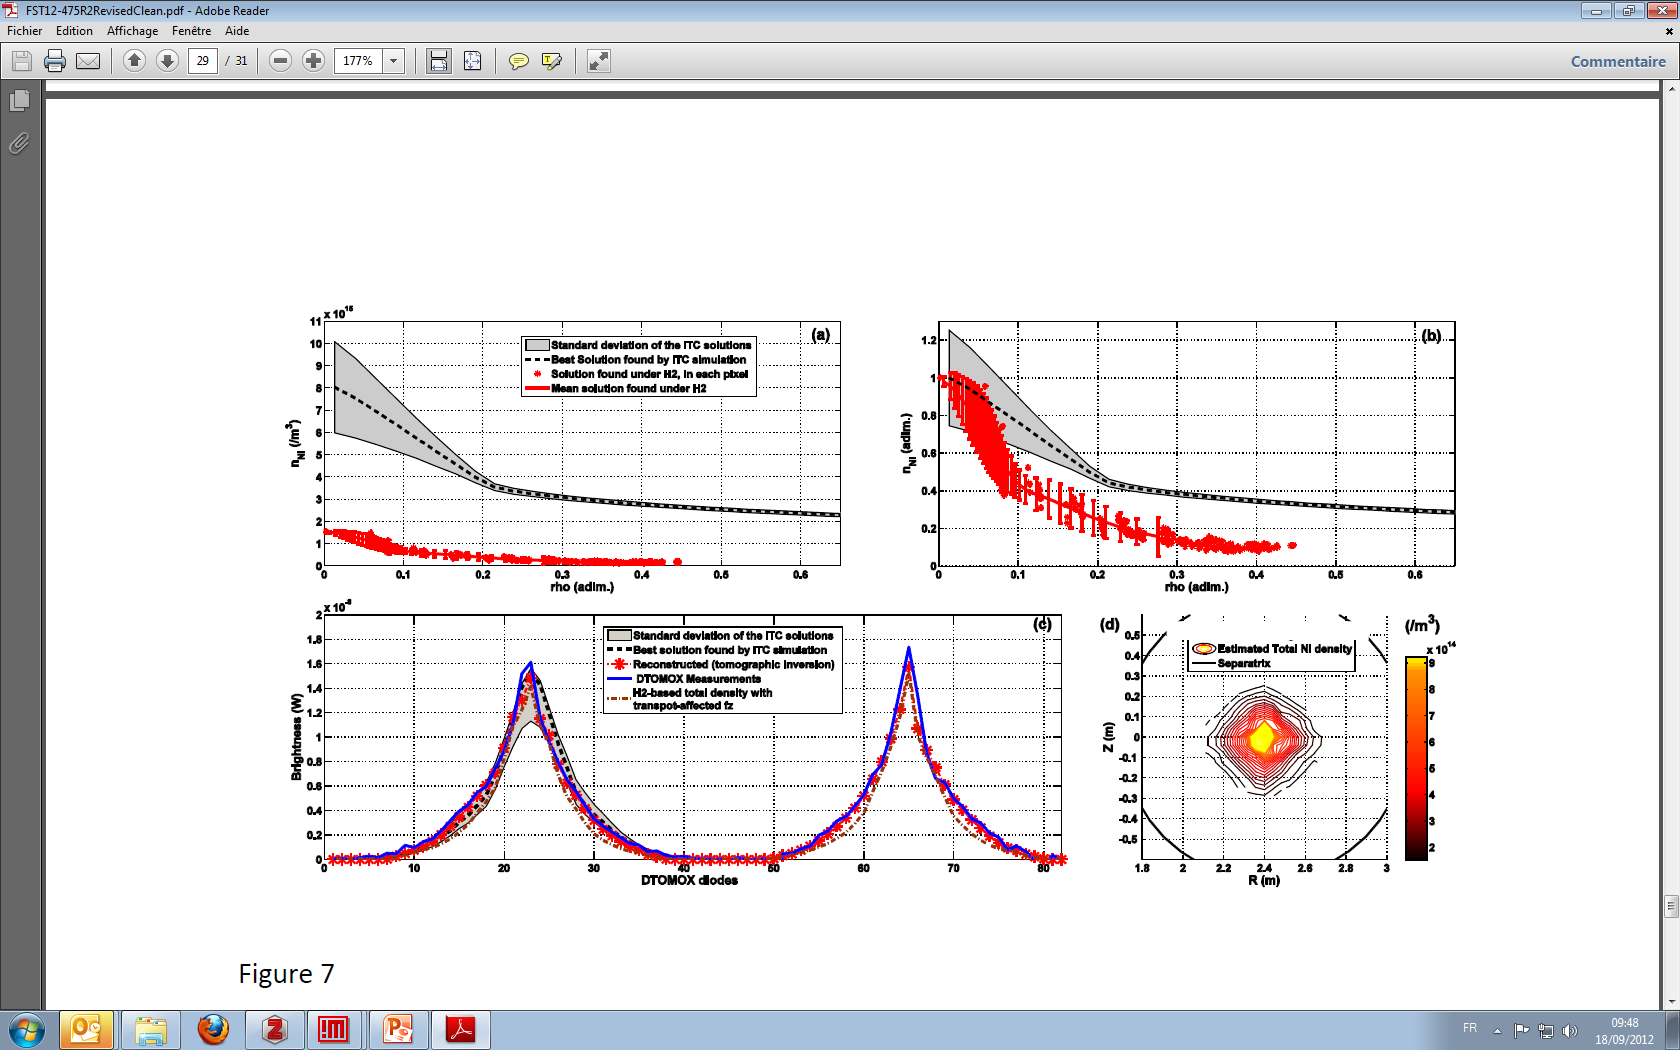 FST12-475R2RevisedClean.pdf - Adobe Reader
Fichier Edition Affichage Fenêtre Aide
29 / 31 177% Commentaire
x 10^15
11
10
9
8
7
6
5
4
3
2
1
0
n_Ni (/m^3)
(a)
Standard deviation of the ITC solutions
Best Solution found by ITC simulation
Solution found under H2, in each pixel
Mean solution found under H2
0 0.1 0.2 0.3 0.4 0.5 0.6
rho (adim.)
(b)
1.2
1
0.8
0.6
0.4
0.2
0
n_Ni (adim.)
0 0.1 0.2 0.3 0.4 0.5 0.6
rho (adim.)
2
1.8
1.6
1.4
1.2
1
0.8
0.6
0.4
0.2
0
Brightness (W)
(c)
Standard deviation of the ITC solutions
Best solution found by ITC simulation
Reconstructed (tomographic inversion)
DTOMOX Measurements
H2-based total density with
transpot-affected fz
0 10 20 30 40 50 60 70 80
DTOMOX diodes
(d)
0.5
0.4
0.3
0.2
0.1
0
-0.1
-0.2
-0.3
-0.4
-0.5
Z (m)
Estimated Total Ni density
Separatrix
1.8 2 2.2 2.4 2.6 2.8 3
R (m)
(/m^3)
x 10^14
9
8
7
6
5
4
3
2
Figure 7
FR
09:48
18/09/2012